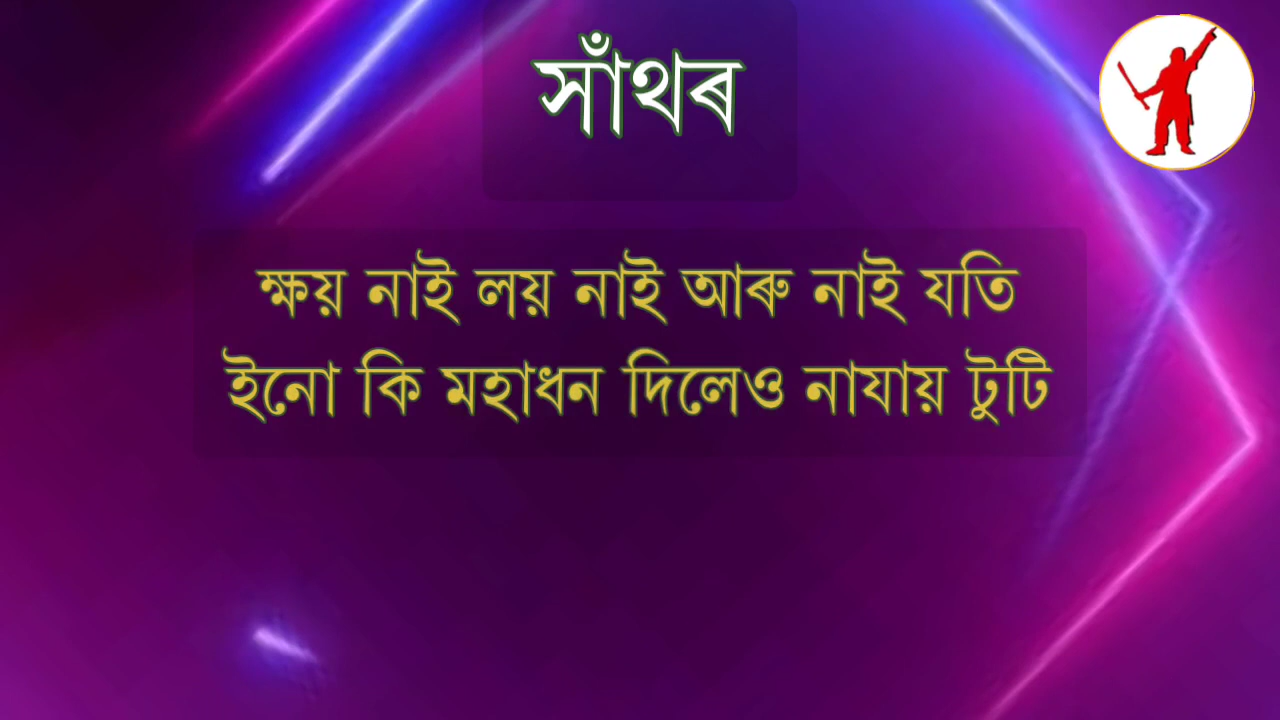 সাঁথৰ
ক্ষয় নাই লয় নাই আৰু নাই যতি
ইনো কি মহাধন দিলেও নাযায় টুটি